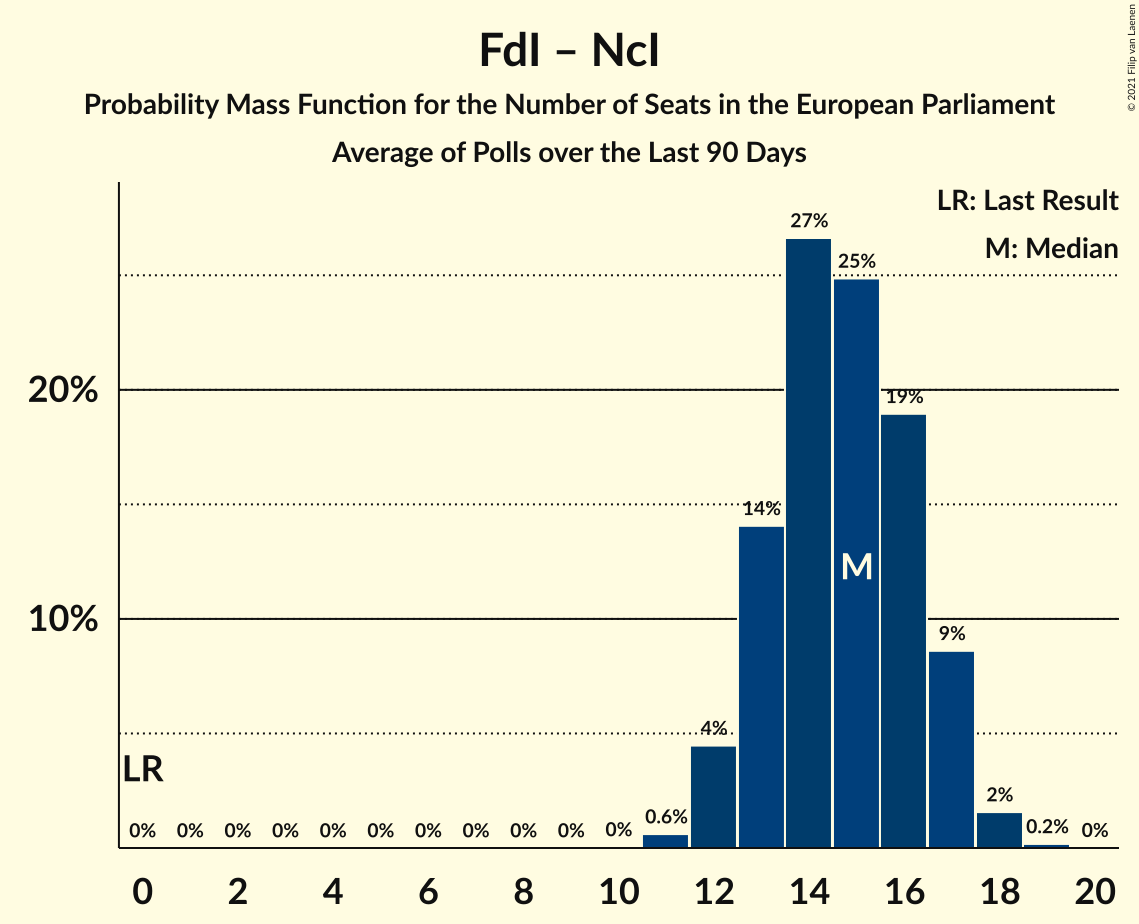 FdI – NcI
Probability Mass Function for the Number of Seats in the European Parliament
Average of Polls over the Last 90 Days
© 2021 Filip van Laenen
LR: Last Result
M: Median
27%
25%
20%
19%
14%
M
10%
9%
4%
LR
2%
0% 0% 0% 0% 0% 0% 0% 0% 0% 0% 0% 0.6% 0.2% 0%
0 2 4 6 8 10 12 14 16 18 20